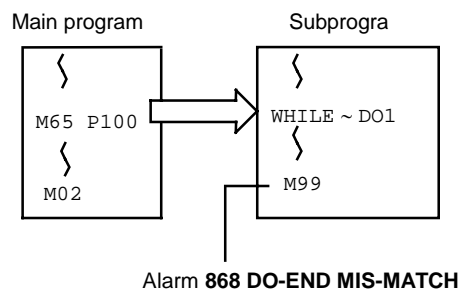 Main program
Subprogra
M65 P100
M02
WHILE ~ DO1
M99
Alarm 868 DO-END MIS-MATCH